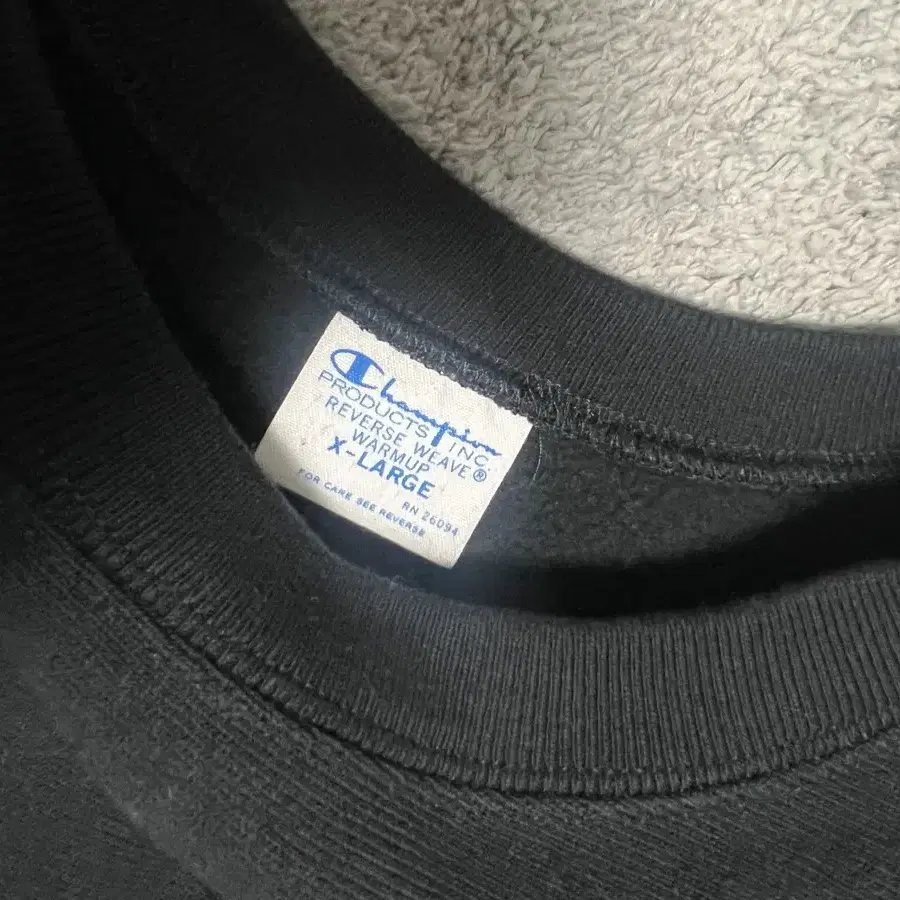 Champion
PRODUCTS INC.
REVERSE WEAVE®
WARMUP
X-LARGE
RN 26094
FOR CARE SEE REVERSE